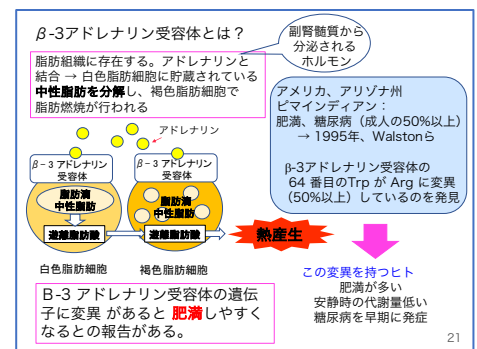 β-3アドレナリン受容体とは？
副腎髄質から
分泌される
ホルモン
脂肪組織に存在する。アドレナリンと
結合 → 白色脂肪細胞に貯蔵されている
中性脂肪を分解し、褐色脂肪細胞で
脂肪燃焼が行われる
アドレナリン
β－３アドレナリン
受容体
脂肪滴
中性脂肪
遊離脂肪酸
白色脂肪細胞
β－３アドレナリン
受容体
脂肪滴
中性脂肪
遊離脂肪酸
褐色脂肪細胞
熱産生
アメリカ、アリゾナ州
ピマインディアン：
肥満、糖尿病（成人の50%以上）
→ 1995年、Walstonら
β-3アドレナリン受容体の
64 番目のTrp が Arg に変異
（50%以上）しているのを発見
この変異を持つヒト
肥満が多い
安静時の代謝量低い
糖尿病を早期に発症
Β-3 アドレナリン受容体の遺伝
子に変異 があると 肥満しやすく
なるとの報告がある。
21